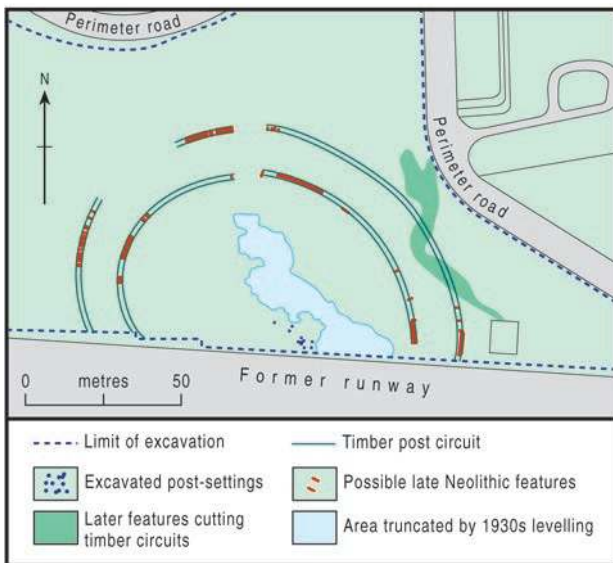 Perimeter road
N
Perimeter road
0 metres 50
Former runway
Limit of excavation
Timber post circuit
Excavated post-settings
Possible late Neolithic features
Later features cutting
timber circuits
Area truncated by 1930s levelling